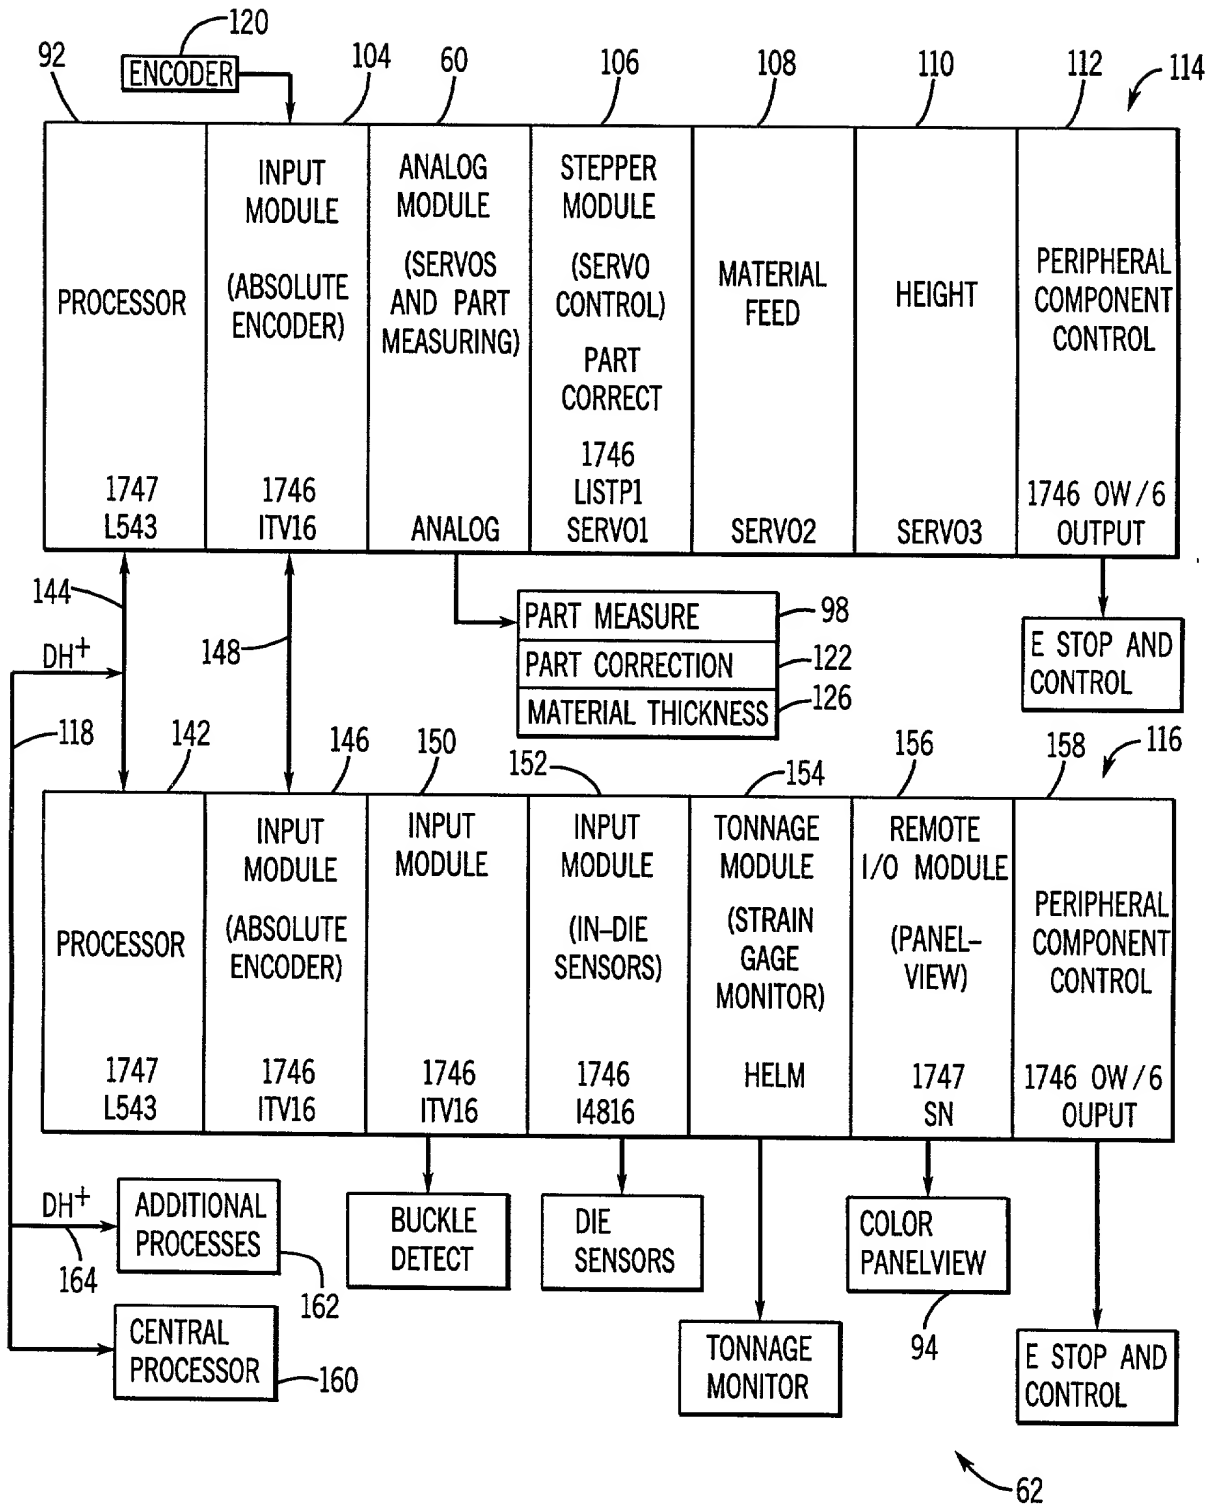 120
92
ENCODER
104
60
106
108
110
112
114
PROCESSOR
1747
L543
INPUT
MODULE
(ABSOLUTE
ENCODER)
1746
ITV16
ANALOG
MODULE
(SERVOS
AND PART
MEASURING)
ANALOG
STEPPER
MODULE
(SERVO
CONTROL)
PART
CORRECT
1746
LISTP1
SERVO1
MATERIAL
FEED
SERVO2
HEIGHT
SERVO3
PERIPHERAL
COMPONENT
CONTROL
1746 OW/6
OUTPUT
144
DH+
148
118
PART MEASURE
98
PART CORRECTION
122
MATERIAL THICKNESS
126
E STOP AND
CONTROL
142
146
150
152
154
156
158
116
PROCESSOR
1747
L543
INPUT
MODULE
(ABSOLUTE
ENCODER)
1746
ITV16
INPUT
MODULE
1746
ITV16
INPUT
MODULE
(IN-DIE
SENSORS)
1746
I4816
TONNAGE
MODULE
(STRAIN
GAGE
MONITOR)
HELM
REMOTE
I/O MODULE
(PANEL-
VIEW)
1747
SN
PERIPHERAL
COMPONENT
CONTROL
1746 OW/6
OUPUT
DH+
164
ADDITIONAL
PROCESSES
162
CENTRAL
PROCESSOR
160
BUCKLE
DETECT
DIE
SENSORS
TONNAGE
MONITOR
COLOR
PANELVIEW
94
E STOP AND
CONTROL
62